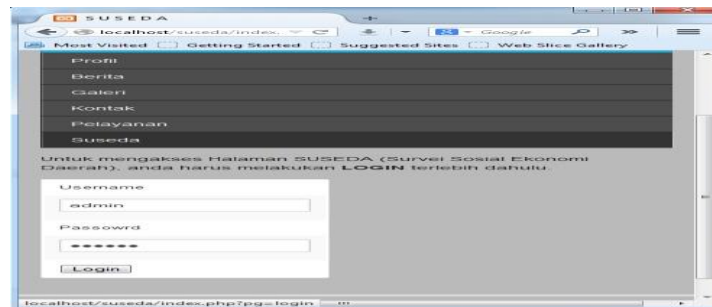 SUSEDA
localhost/suseda/index.
Google
Most Visited Getting Started Suggested Sites Web Slice Gallery
Profil
Berita
Galeri
Kontak
Pelayanan
Suseda
Untuk mengakses Halaman SUSEDA (Survei Sosial Ekonomi
Daerah), anda harus melakukan LOGIN terlebih dahulu.
Username
admin
Passowrd
••••••
Login
localhost/suseda/index.php?pg=login